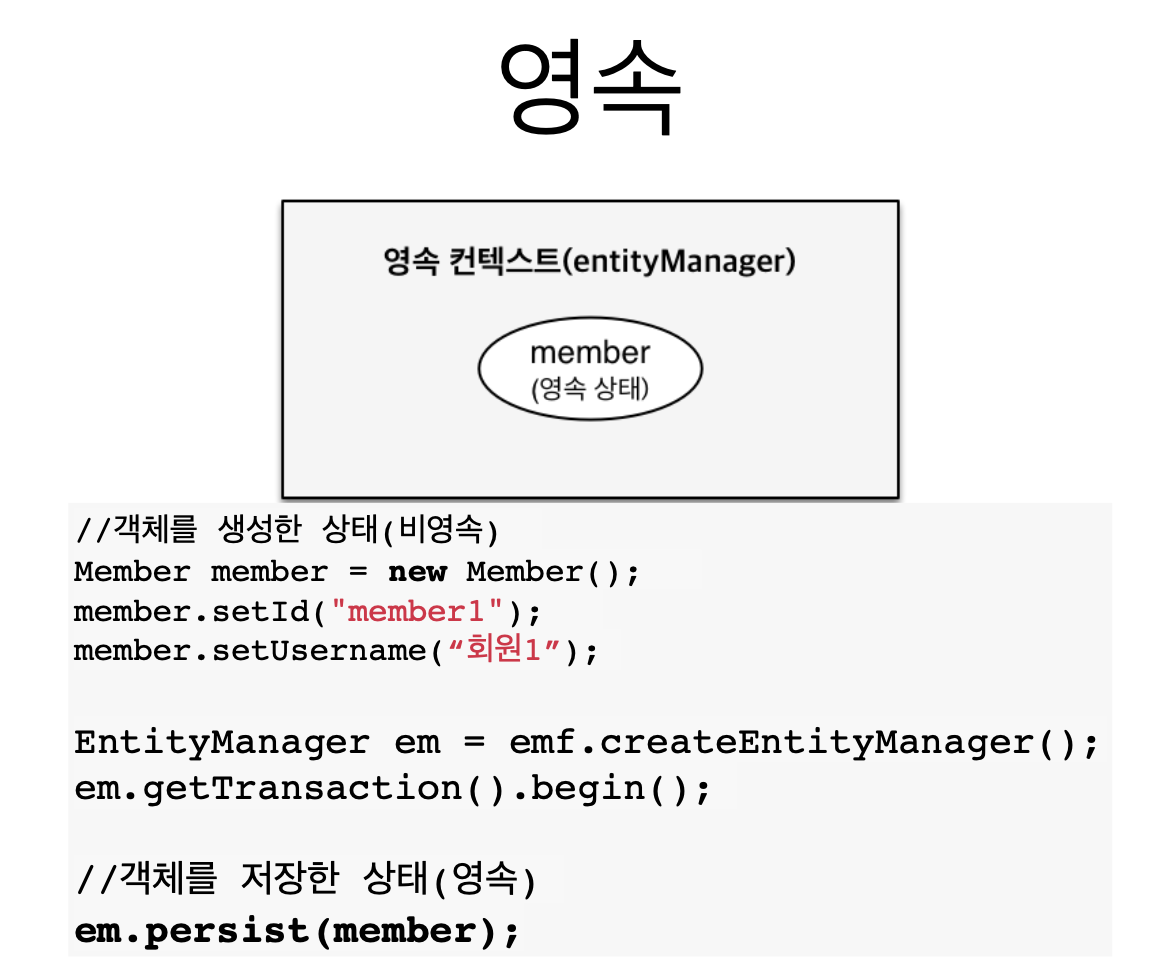 영속
영속 컨텍스트(entityManager)
member
(영속 상태)
//객체를 생성한 상태(비영속)
Member member = new Member();
member.setId("member1");
member.setUsername(“회원1”);
EntityManager em = emf.createEntityManager();
em.getTransaction().begin();
//객체를 저장한 상태(영속)
em.persist(member);